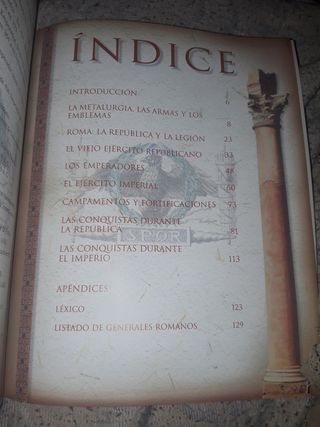 ÍNDICE
INTRODUCCIÓN 6
LA METALURGIA, LAS ARMAS Y LOS
EMBLEMAS 8
ROMA: LA REPUBLICA Y LA LEGIÓN 23
EL VIEJO EJÉRCITO REPUBLICANO 33
LOS EMPERADORES 48
EL EJERCITO IMPERIAL 60
CAMPAMENTOS Y FORTIFICACIONES 73
LAS CONQUISTAS DURANTE
LA REPÚBLICA 81
S.P.Q.R
LAS CONQUISTAS DURANTE
EL IMPERIO 113
APÉNDICES
LÉXICO 123
LISTADO DE GENERALES ROMANOS 129